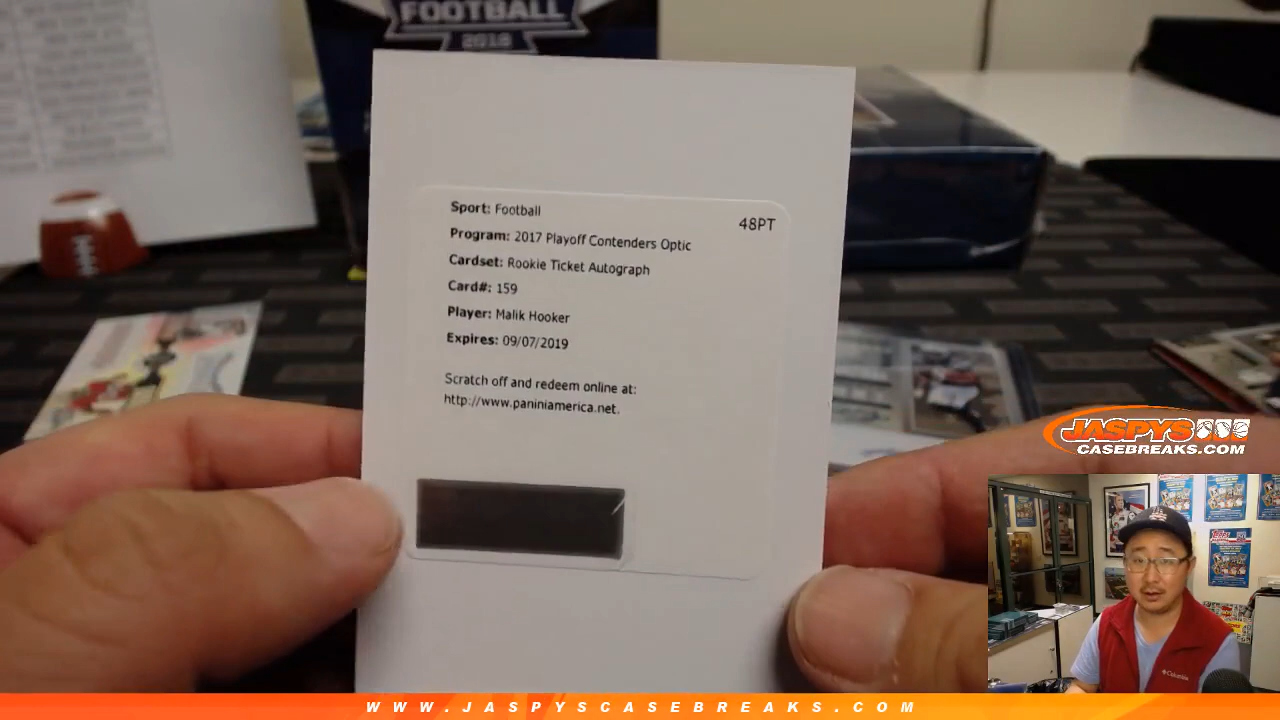 FOOTBALL
2018
Sport: Football
48PT
Program: 2017 Playoff Contenders Optic
Cardset: Rookie Ticket Autograph
Card#: 159
Player: Malik Hooker
Expires: 09/07/2019
Scratch off and redeem online at:
http://www.paniniamerica.net.
JASPYS
CASEBREAKS.COM
Columbia
WWW.JASPYSCASEBREAKS.COM